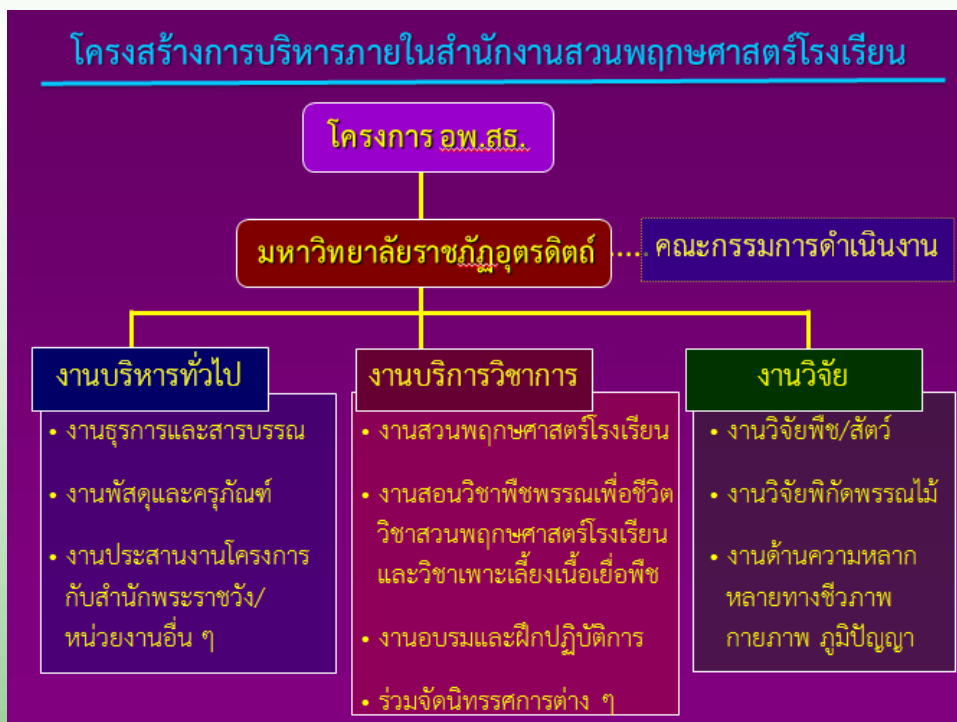 โครงสร้างการบริหารภายในสำนักงานสวนพฤกษศาสตร์โรงเรียน
โครงการ อพ.สธ.
มหาวิทยาลัยราชภัฏอุตรดิตถ์
..... คณะกรรมการดำเนินงาน
งานบริหารทั่วไป
• งานธุรการและสารบรรณ
• งานพัสดุและครุภัณฑ์
• งานประสานงานโครงการ
กับสำนักพระราชวัง/
หน่วยงานอื่น ๆ
งานบริการวิชาการ
• งานสวนพฤกษศาสตร์โรงเรียน
• งานสอนวิชาพืชพรรณเพื่อชีวิต
วิชาสวนพฤกษศาสตร์โรงเรียน
และวิชาเพาะเลี้ยงเนื้อเยื่อพืช
• งานอบรมและฝึกปฏิบัติการ
• ร่วมจัดนิทรรศการต่าง ๆ
งานวิจัย
• งานวิจัยพืช/สัตว์
• งานวิจัยพิกัดพรรณไม้
• งานด้านความหลาก
หลายทางชีวภาพ
กายภาพ ภูมิปัญญา